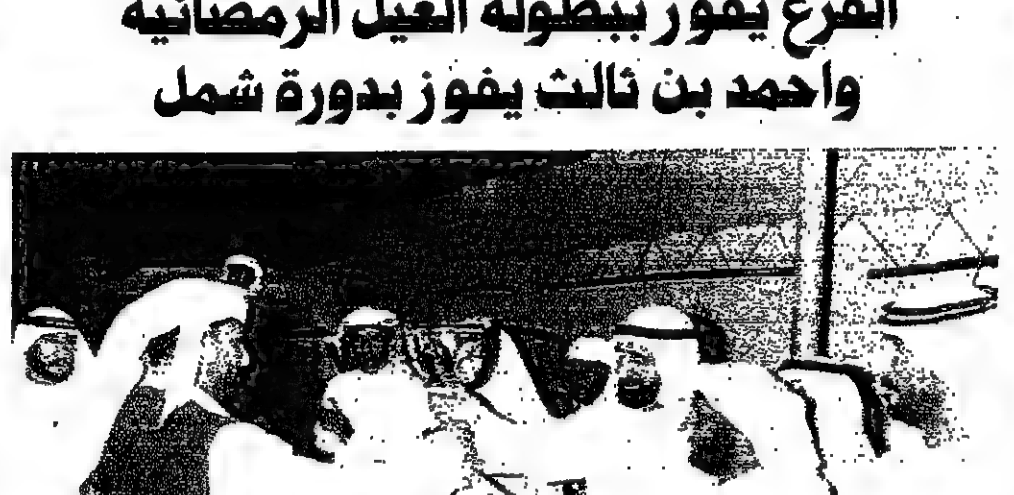 الفرع يفوز ببطولة الغيل الرمضانية
واحمد بن ثالث يفوز بدورة شمل